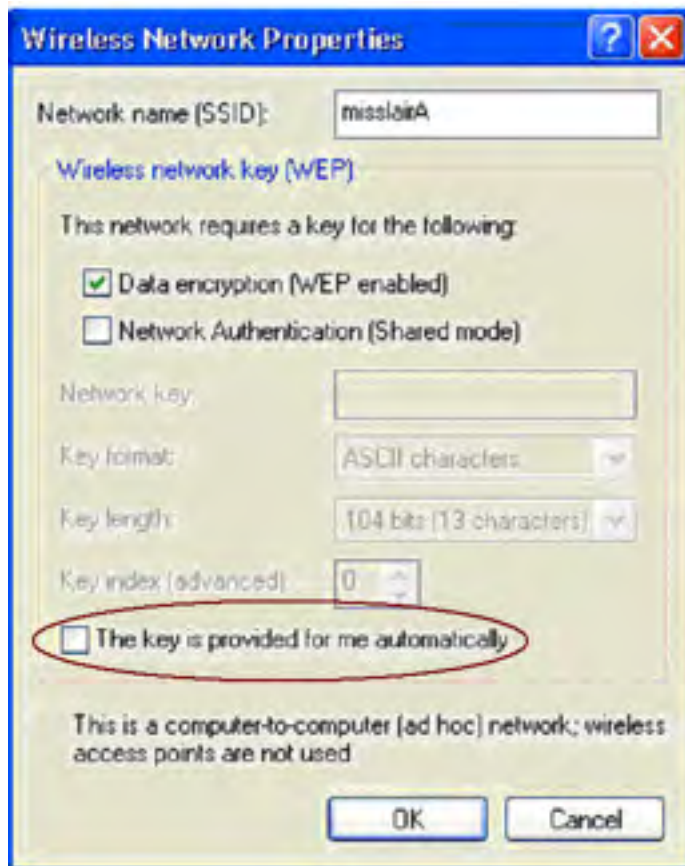 Wireless Network Properties
Network name (SSID):
misslairA
Wireless network key (WEP)
This network requires a key for the following:
Data encryption (WEP enabled)
Network Authentication (Shared mode)
Network key:
Key format:
ASCII characters
Key length:
104 bits (13 characters)
Key index (advanced):
0
The key is provided for me automatically
This is a computer-to-computer (ad hoc) network; wireless
access points are not used
OK
Cancel